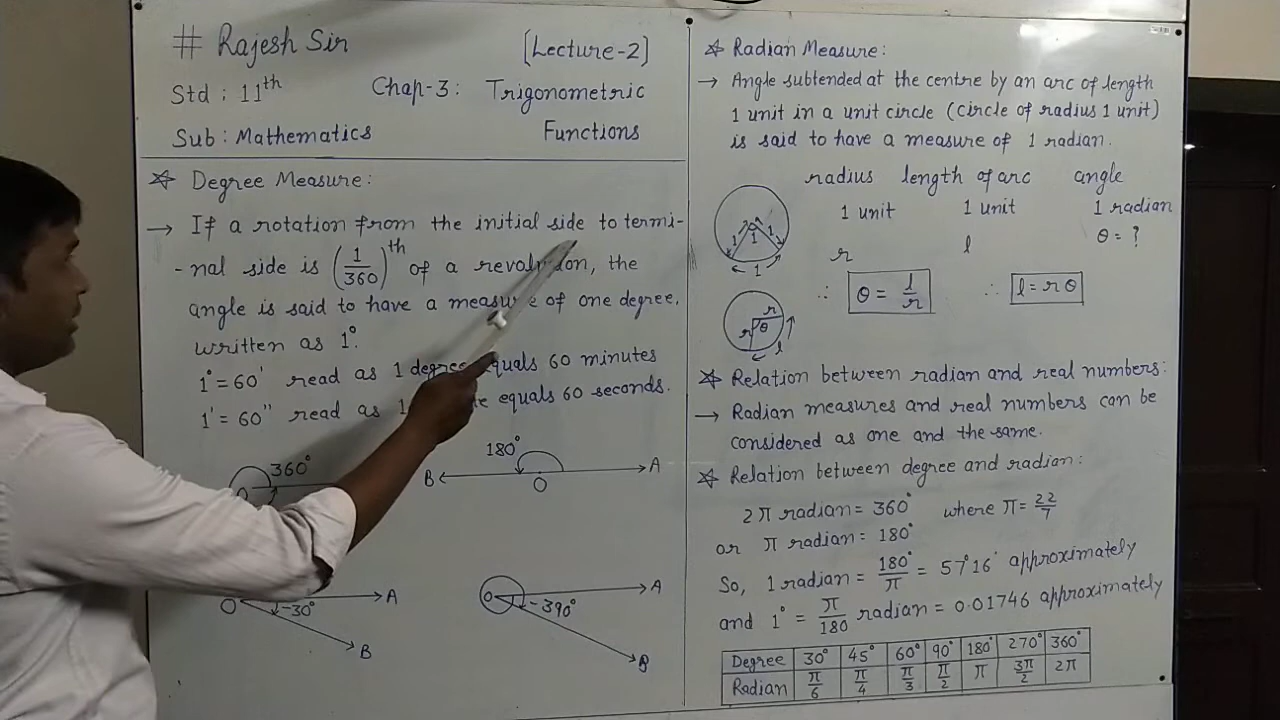 # Rajesh Sir
[Lecture-2]
Std : 11th
Chap-3 : Trigonometric
Sub : Mathematics
Functions
☆ Degree Measure:
→ If a rotation from the initial side to termi-
-nal side is (1/360)th of a revolution, the
angle is said to have a measure of one degree,
written as 1°.
1° = 60' read as 1 degree equals 60 minutes
1' = 60" read as 1 equals 60 seconds.
360°
180°
B O A
O -30° A
B
O -390° A
B
☆ Radian Measure:
→ Angle subtended at the centre by an arc of length
1 unit in a unit circle (circle of radius 1 unit)
is said to have a measure of 1 radian.
radius length of arc angle
1 unit 1 unit 1 radian
r l θ = ?
1 1 1
1
∴ θ = l/r ∴ l = r θ
r
r θ
l
☆ Relation between radian and real numbers:
→ Radian measures and real numbers can be
considered as one and the same.
☆ Relation between degree and radian:
2π radian = 360° where π = 22/7
or π radian = 180°
So, 1 radian = 180°/π = 57°16' approximately
and 1° = π/180 radian = 0.01746 approximately
Degree 30° 45° 60° 90° 180° 270° 360°
Radian π/6 π/4 π/3 π/2 π 3π/2 2π